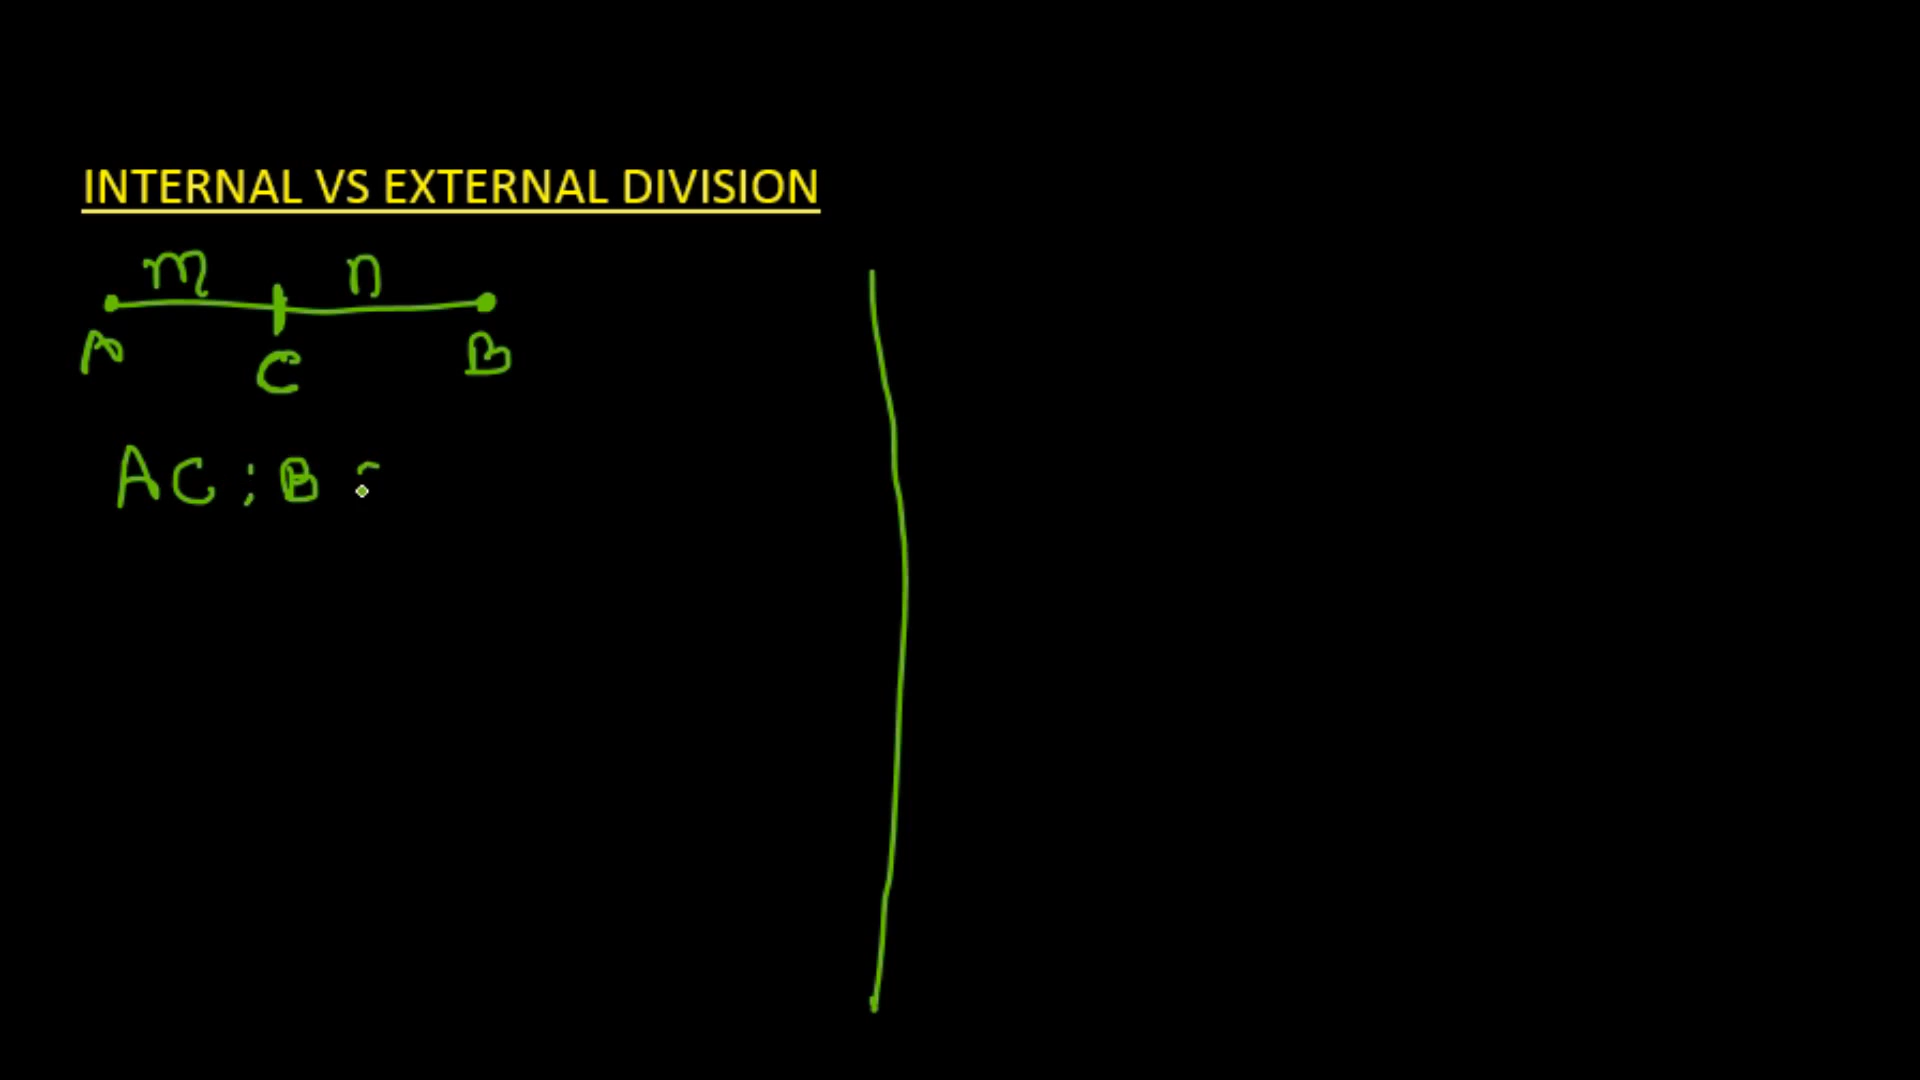 INTERNAL VS EXTERNAL DIVISION
m n
A C B
AC : B